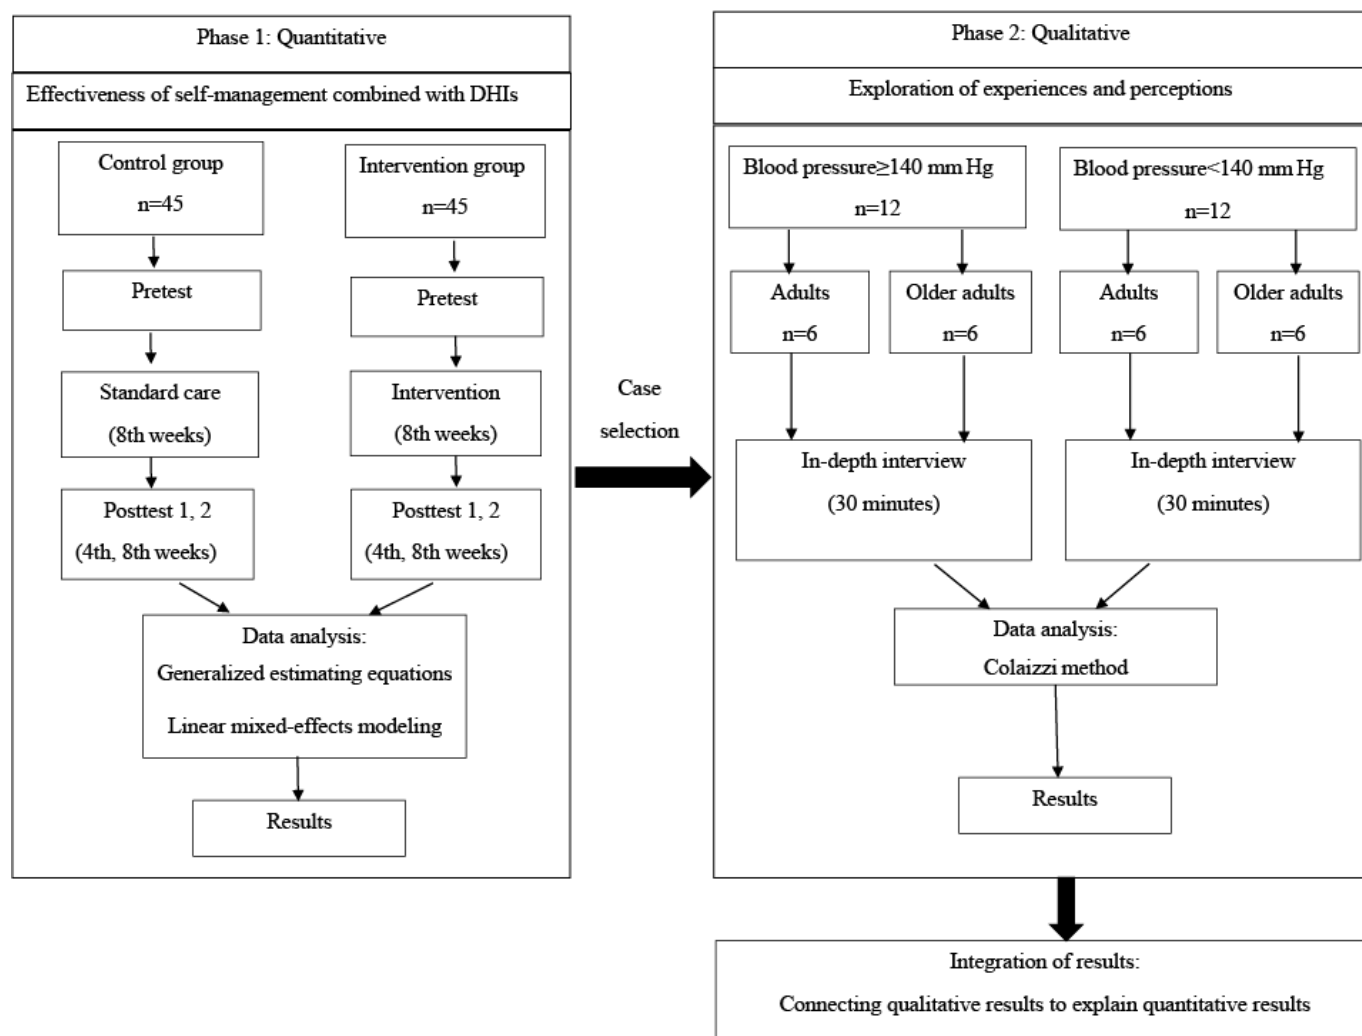 Phase 1: Quantitative
Effectiveness of self-management combined with DHIs
Control group
n=45
Intervention group
n=45
Pretest
Pretest
Standard care
(8th weeks)
Intervention
(8th weeks)
Posttest 1, 2
(4th, 8th weeks)
Posttest 1, 2
(4th, 8th weeks)
Data analysis:
Generalized estimating equations
Linear mixed-effects modeling
Results
Case
selection
Phase 2: Qualitative
Exploration of experiences and perceptions
Blood pressure≥140 mm Hg
n=12
Blood pressure<140 mm Hg
n=12
Adults
n=6
Older adults
n=6
Adults
n=6
Older adults
n=6
In-depth interview
(30 minutes)
In-depth interview
(30 minutes)
Data analysis:
Colaizzi method
Results
Integration of results:
Connecting qualitative results to explain quantitative results